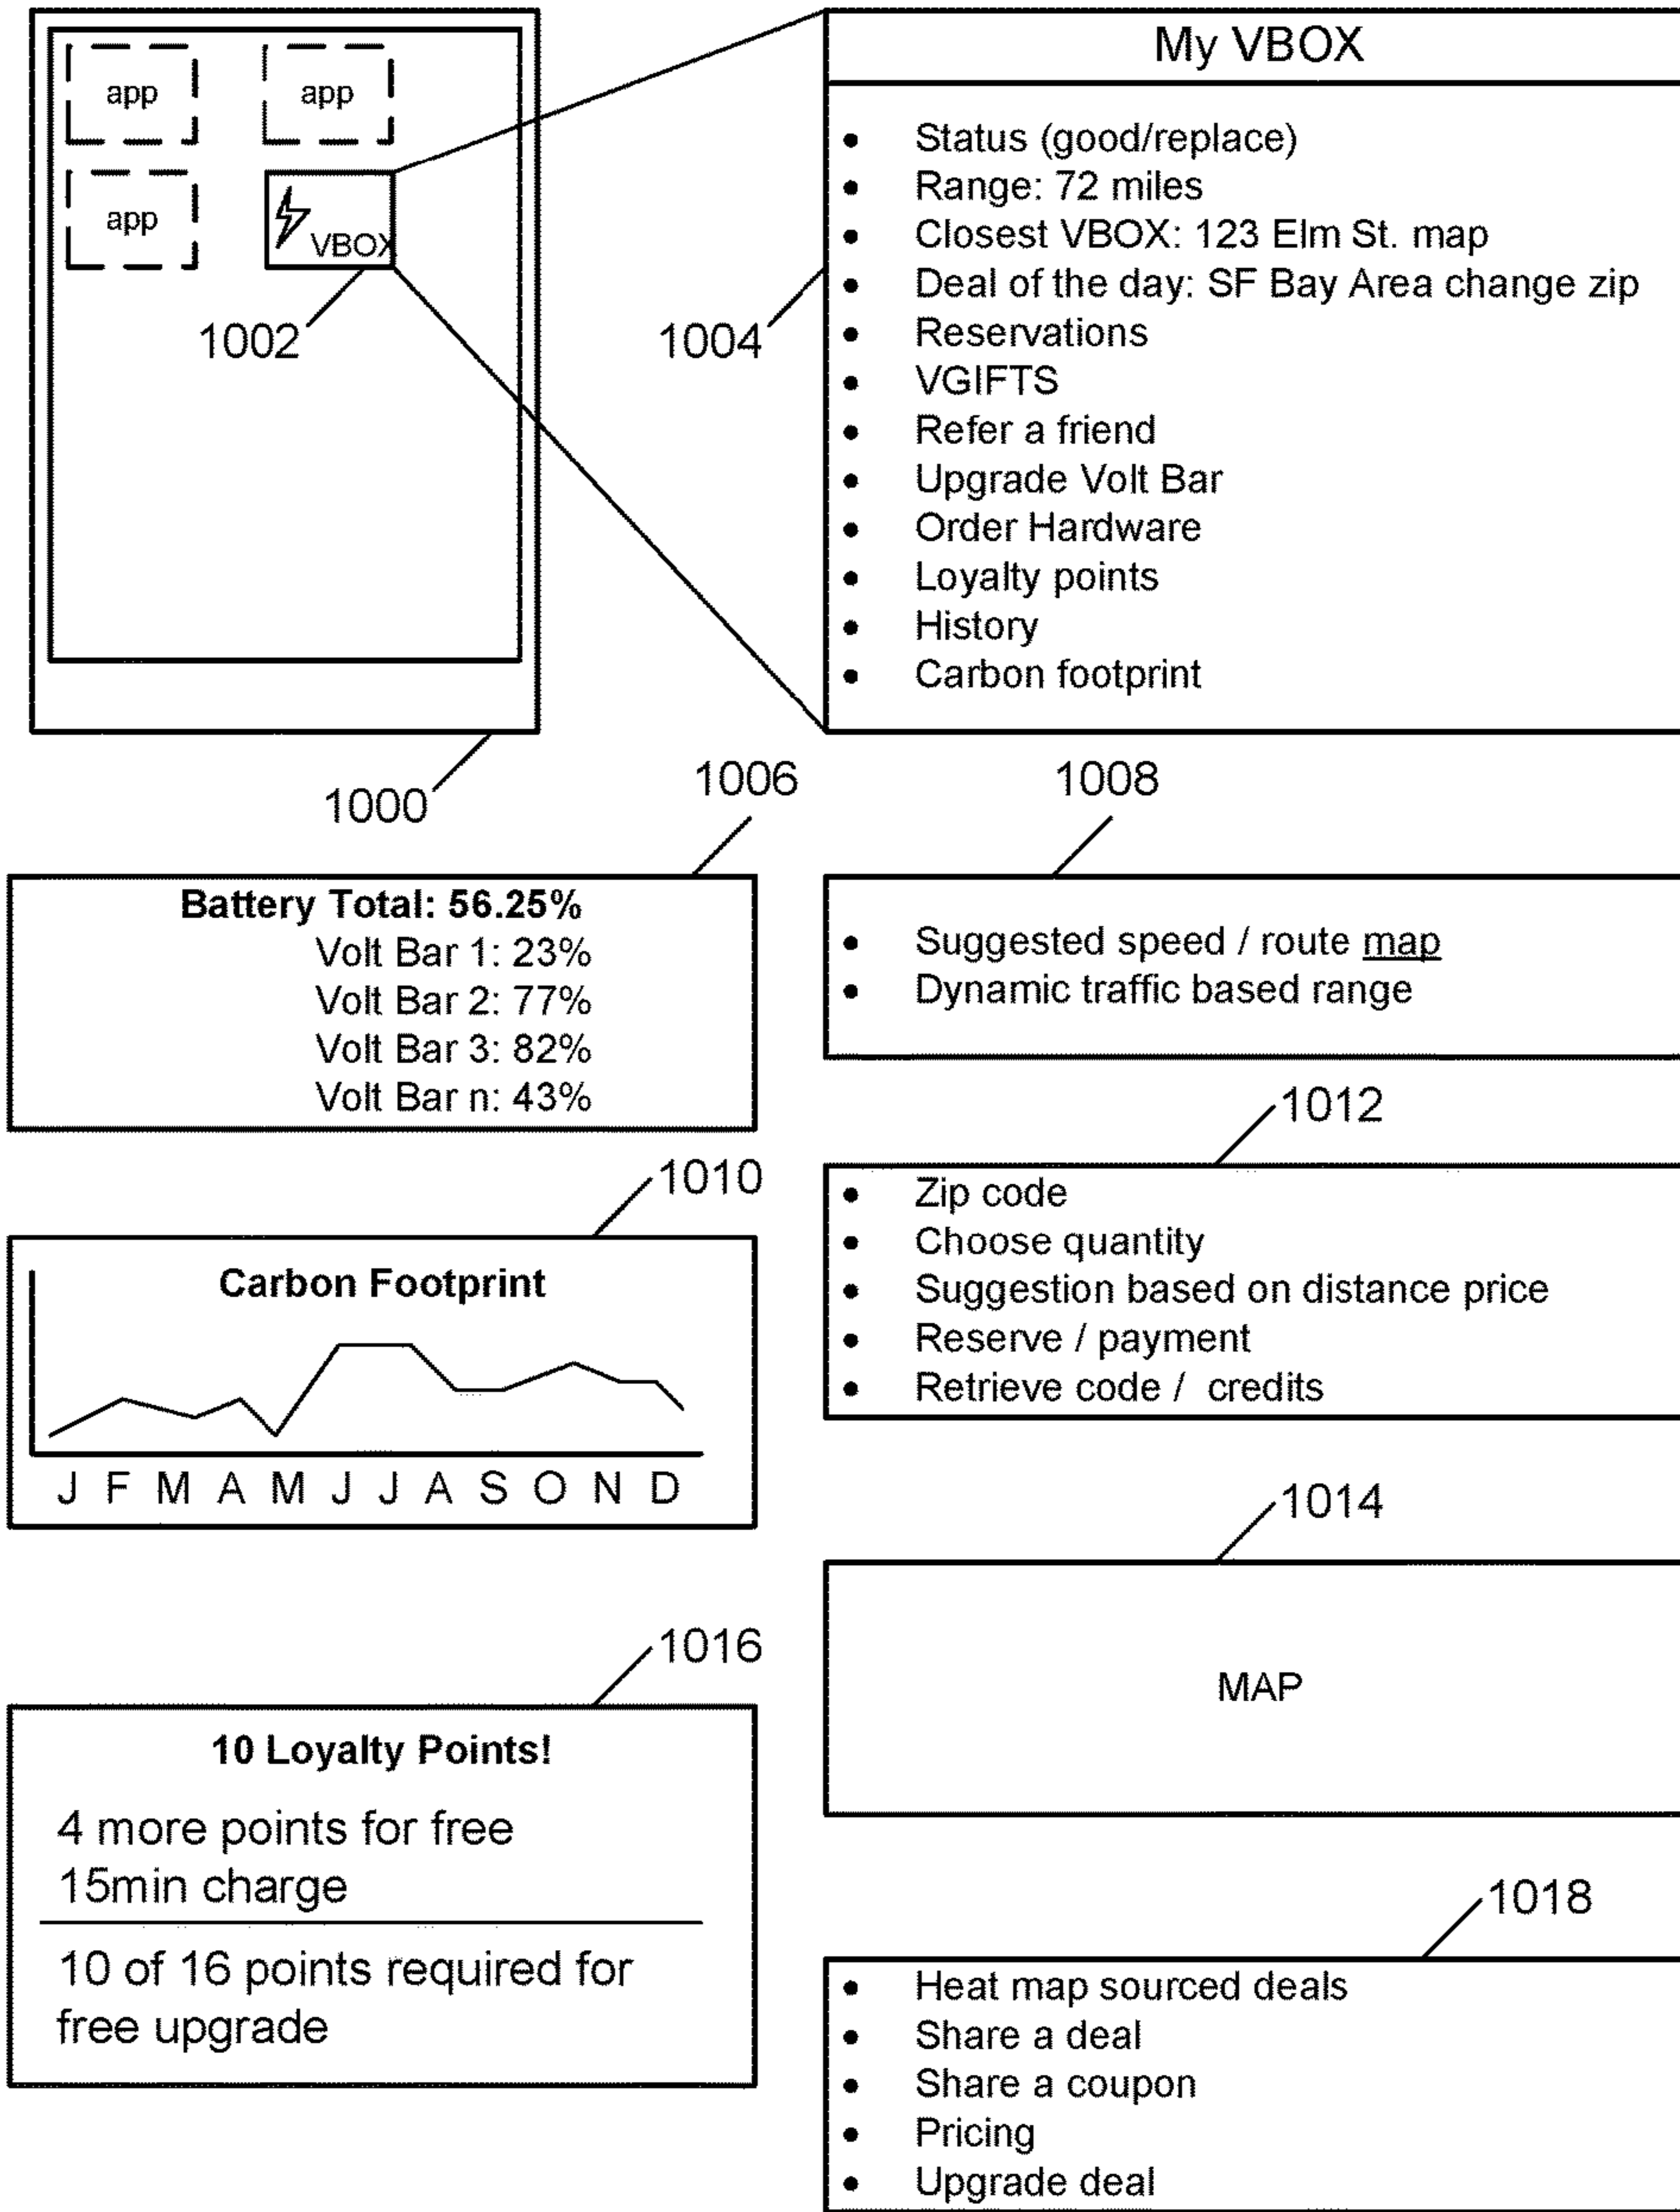 app
app
app
VBOX
1002
1000
My VBOX
• Status (good/replace)
• Range: 72 miles
• Closest VBOX: 123 Elm St. map
• Deal of the day: SF Bay Area change zip
• Reservations
• VGIFTS
• Refer a friend
• Upgrade Volt Bar
• Order Hardware
• Loyalty points
• History
• Carbon footprint
1004
1006
Battery Total: 56.25%
Volt Bar 1: 23%
Volt Bar 2: 77%
Volt Bar 3: 82%
Volt Bar n: 43%
1008
• Suggested speed / route map
• Dynamic traffic based range
1010
Carbon Footprint
J F M A M J J A S O N D
1012
• Zip code
• Choose quantity
• Suggestion based on distance price
• Reserve / payment
• Retrieve code / credits
1014
MAP
1016
10 Loyalty Points!
4 more points for free
15min charge
10 of 16 points required for
free upgrade
1018
• Heat map sourced deals
• Share a deal
• Share a coupon
• Pricing
• Upgrade deal